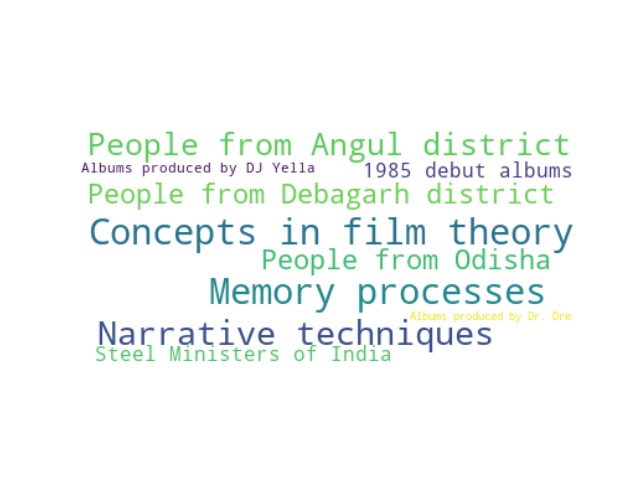 People from Angul district
Albums produced by DJ Yella
1985 debut albums
People from Debagarh district
Concepts in film theory
People from Odisha
Memory processes
Albums produced by Dr. Dre
Narrative techniques
Steel Ministers of India